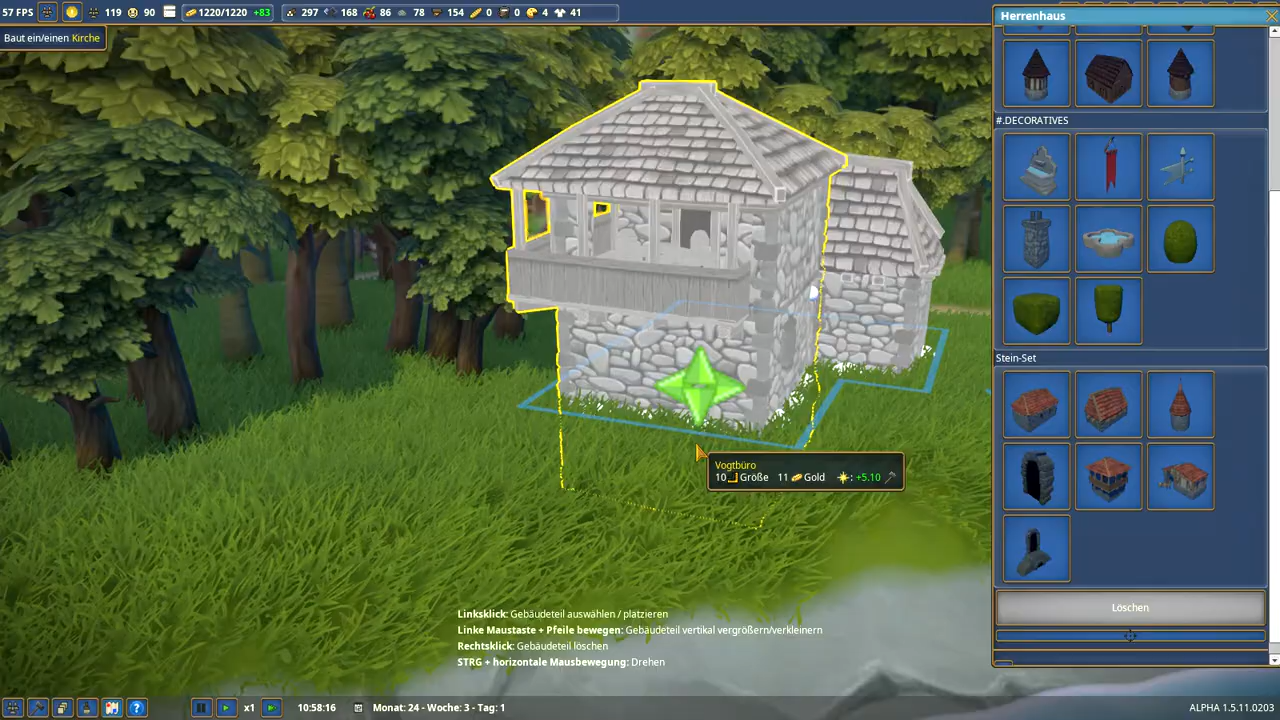 57 FPS 119 90 1220/1220 +83 297 168 86 78 154 0 0 4 41
Herrenhaus
Baut ein/einen Kirche
#.DECORATIVES
Stein-Set
Vogtbüro
10 Größe 11 Gold : +5.10
Löschen
Linksklick: Gebäudeteil auswählen / platzieren
Linke Maustaste + Pfeile bewegen: Gebäudeteil vertikal vergrößern/verkleinern
Rechtsklick: Gebäudeteil löschen
STRG + horizontale Mausbewegung: Drehen
x1 10:58:16 Monat: 24 - Woche: 3 - Tag: 1
ALPHA 1.5.11.0203